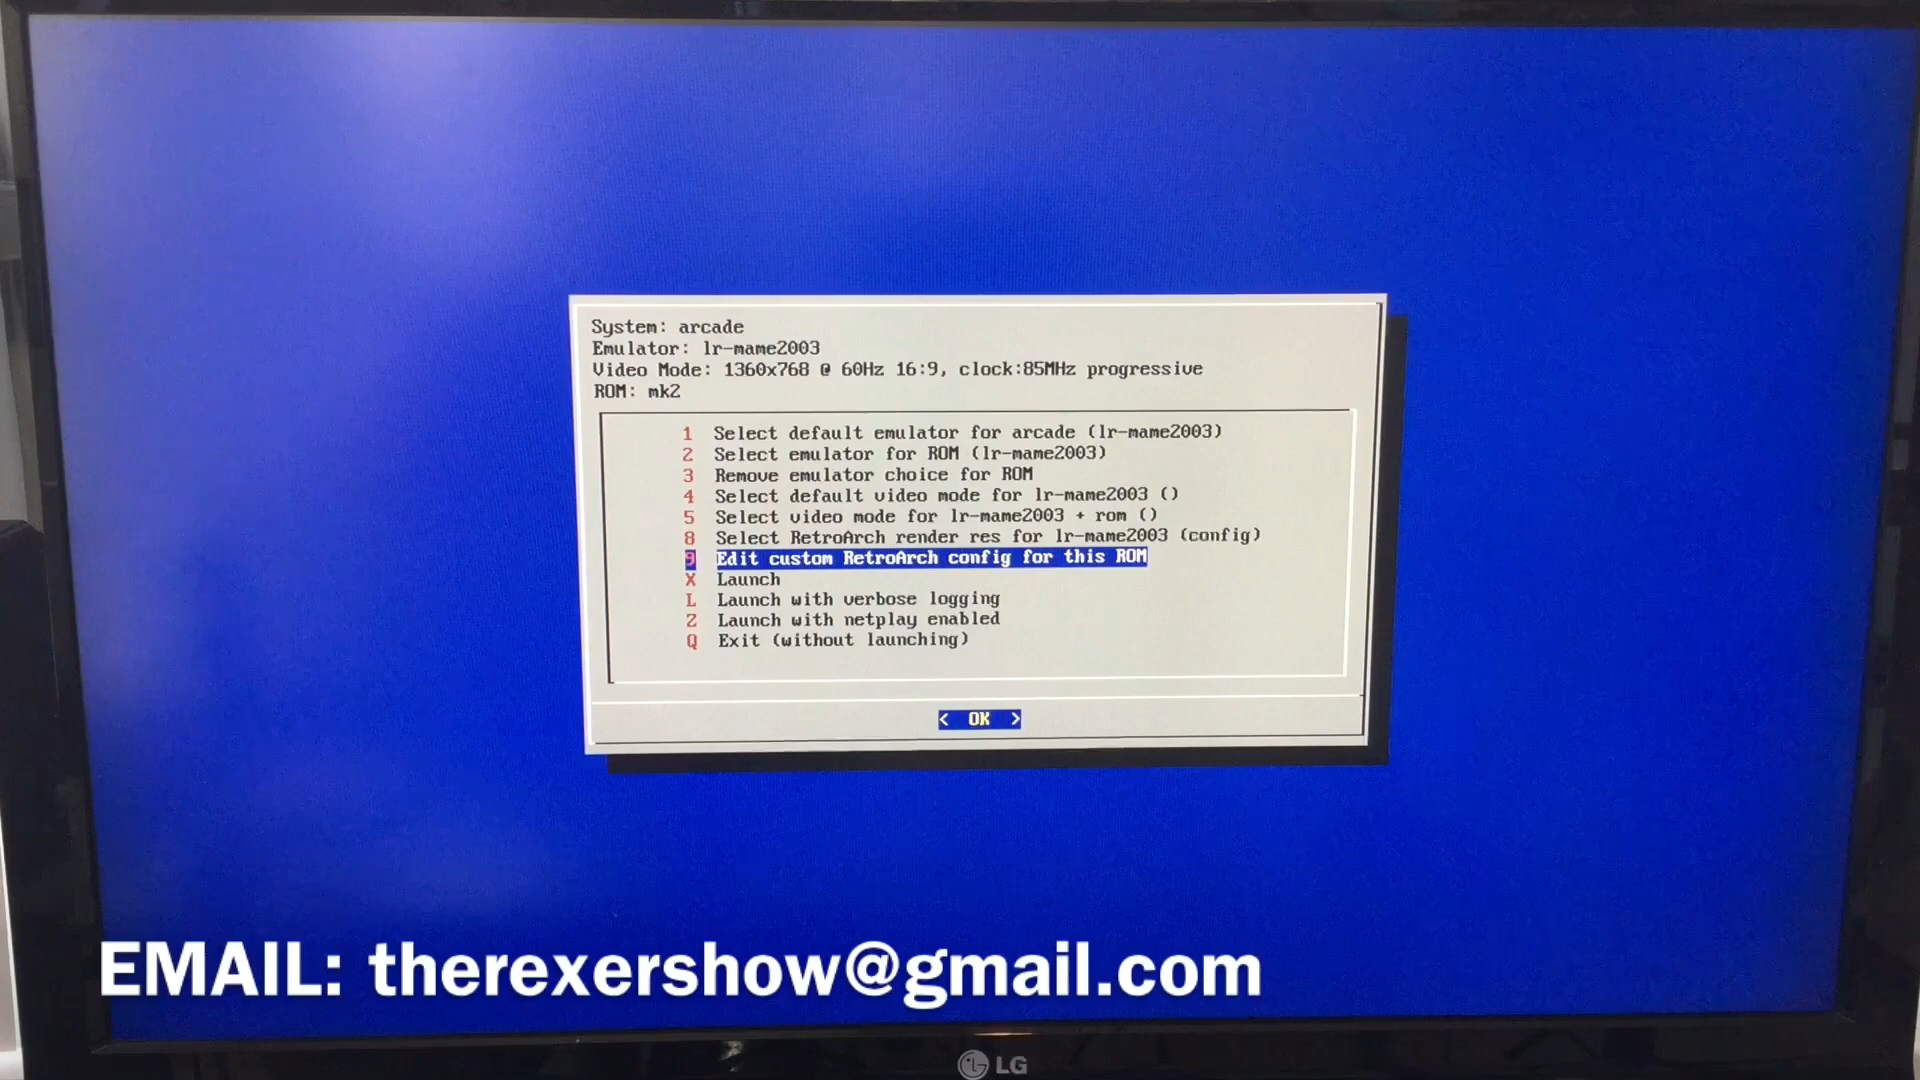 System: arcade
Emulator: lr-mame2003
Video Mode: 1360x768 @ 60Hz 16:9, clock:85MHz progressive
ROM: mk2
1 Select default emulator for arcade (lr-mame2003)
2 Select emulator for ROM (lr-mame2003)
3 Remove emulator choice for ROM
4 Select default video mode for lr-mame2003 ()
5 Select video mode for lr-mame2003 + rom ()
8 Select RetroArch render res for lr-mame2003 (config)
9 Edit custom RetroArch config for this ROM
X Launch
L Launch with verbose logging
Z Launch with netplay enabled
Q Exit (without launching)
< OK >
EMAIL: therexershow@gmail.com
LG